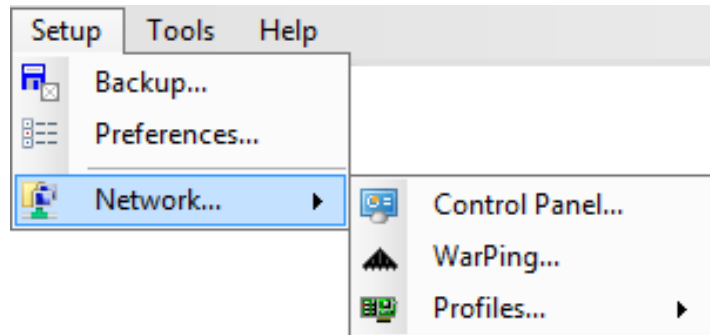 Setup Tools Help
Backup...
Preferences...
Network...
Control Panel...
WarPing...
Profiles...